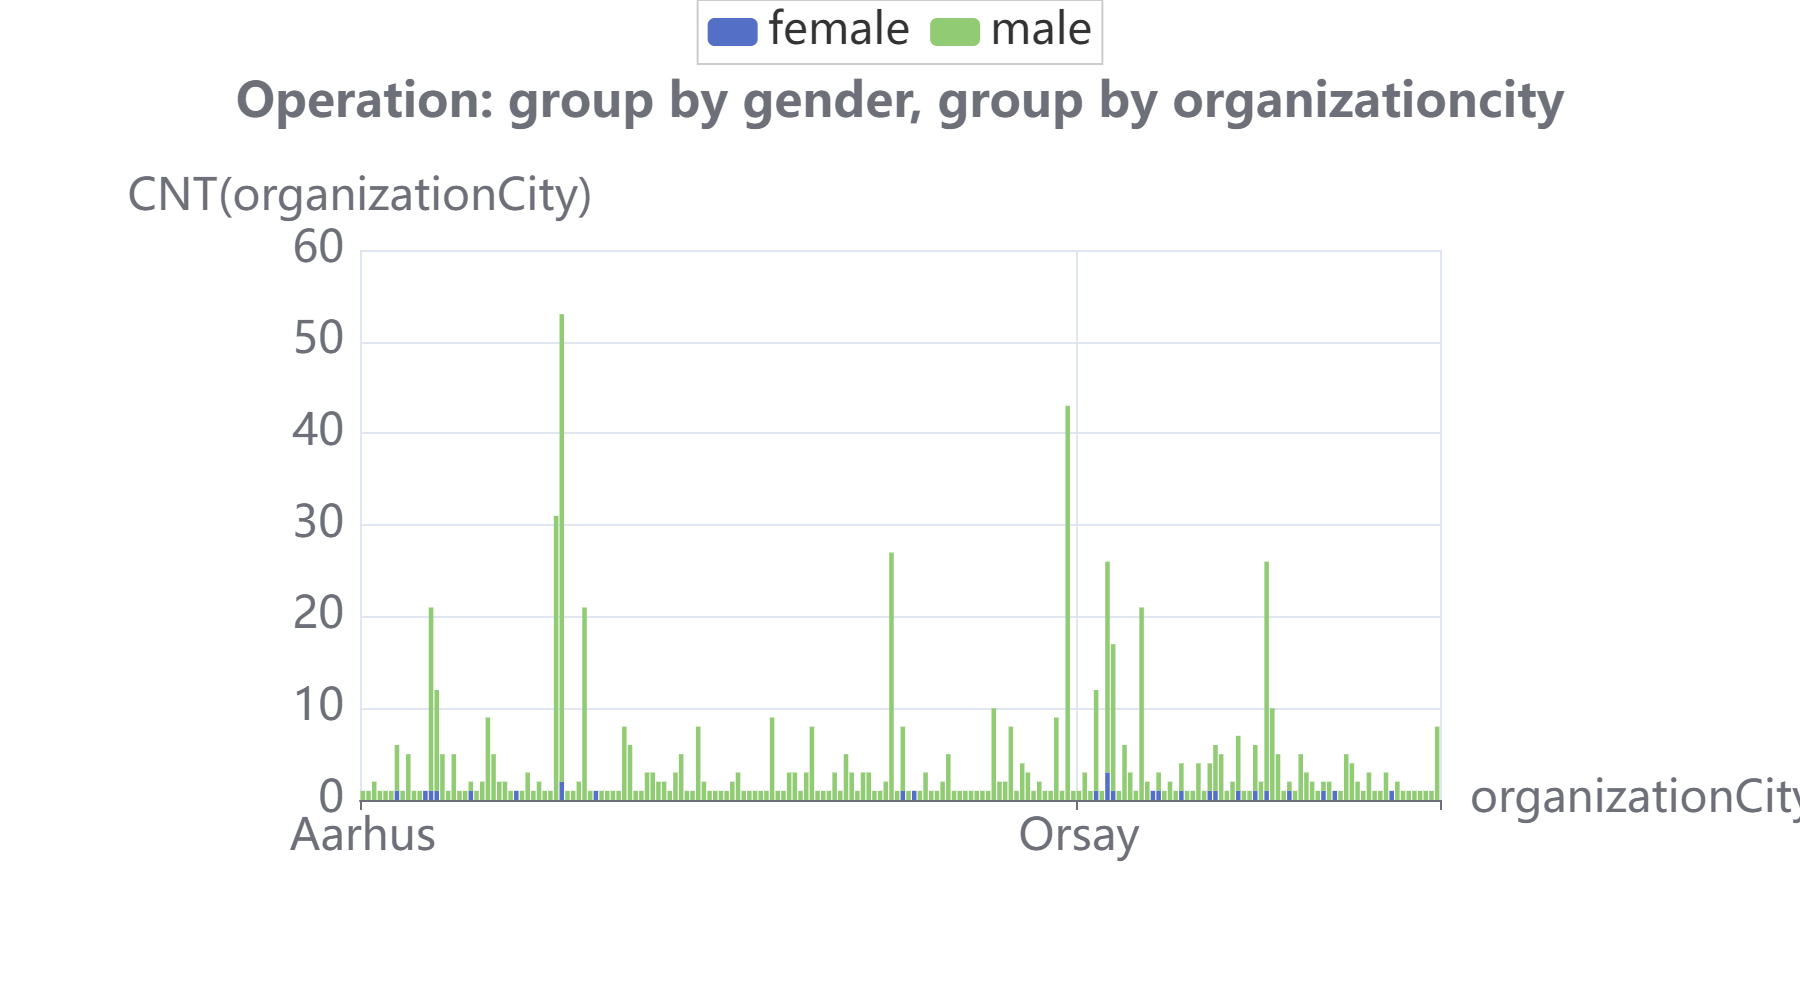 female male
Operation: group by gender, group by organizationcity
CNT(organizationCity)
60
50
40
30
20
10
0
organizationCity
Aarhus Orsay